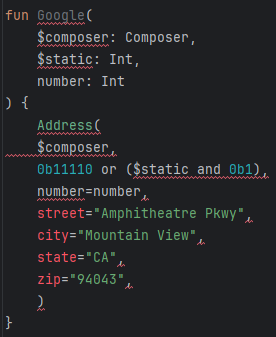 fun Google(
    $composer: Composer,
    $static: Int,
    number: Int
) {
    Address(
    $composer,
    0b11110 or ($static and 0b1),
    number=number,
    street="Amphitheatre Pkwy",
    city="Mountain View",
    state="CA",
    zip="94043",
    )
}